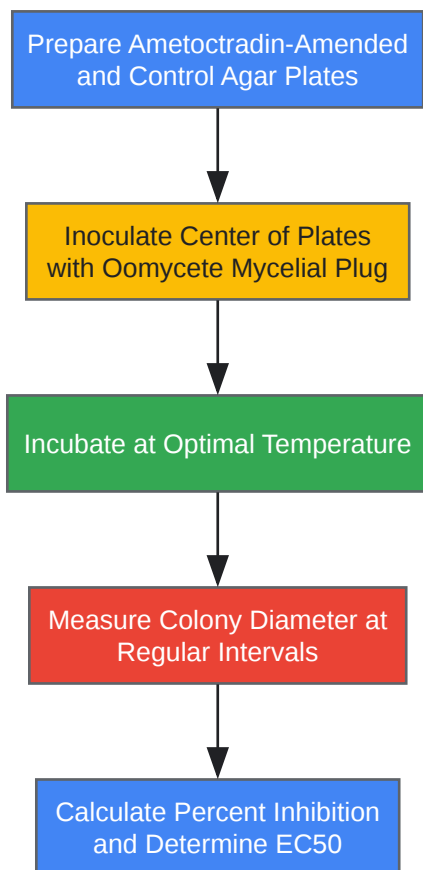 Prepare Ametoctradin-Amended
and Control Agar Plates
Inoculate Center of Plates
with Oomycete Mycelial Plug
Incubate at Optimal Temperature
Measure Colony Diameter at
Regular Intervals
Calculate Percent Inhibition
and Determine EC50